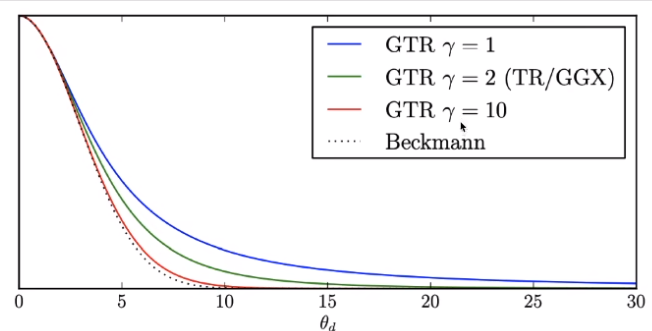 GTR γ = 1
GTR γ = 2 (TR/GGX)
GTR γ = 10
Beckmann
0 5 10 15 20 25 30
θd